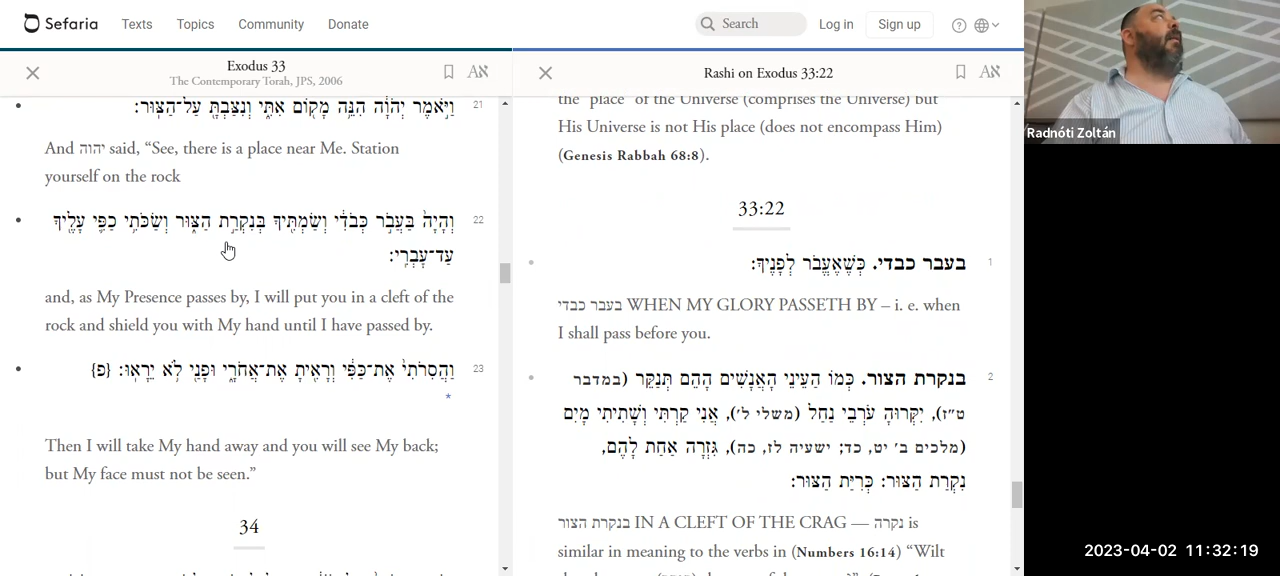 Sefaria Texts Topics Community Donate Search Log in Sign up
Exodus 33
The Contemporary Torah, JPS, 2006
21 וַיֹּאמֶר יְהֹוָה הִנֵּה מָקוֹם אִתִּי וְנִצַּבְתָּ עַל־הַצּוּר׃
And יהוה said, “See, there is a place near Me. Station
yourself on the rock
22 וְהָיָה בַּעֲבֹר כְּבֹדִי וְשַׂמְתִּיךָ בְּנִקְרַת הַצּוּר וְשַׂכֹּתִי כַפִּי עָלֶיךָ
עַד־עׇבְרִי׃
and, as My Presence passes by, I will put you in a cleft of the
rock and shield you with My hand until I have passed by.
23 וַהֲסִרֹתִי אֶת־כַּפִּי וְרָאִיתָ אֶת־אֲחֹרָי וּפָנַי לֹא יֵרָאוּ׃ {פ}
*
Then I will take My hand away and you will see My back;
but My face must not be seen.”
34
Rashi on Exodus 33:22
the “place” of the Universe (comprises the Universe) but
His Universe is not His place (does not encompass Him)
(Genesis Rabbah 68:8).
33:22
1 בעבר כבדי. כְּשֶׁאֶעֱבֹר לְפָנֶיךָ:
בעבר כבדי WHEN MY GLORY PASSETH BY – i. e. when
I shall pass before you.
2 בנקרת הצור. כְּמוֹ הַעֵינֵי הָאֲנָשִׁים הָהֵם תְּנַקֵּר (במדבר
ט״ז), יִקְּרוּהָ עֹרְבֵי נַחַל (משלי ל׳), אֲנִי קַרְתִּי וְשָׁתִיתִי מָיִם
(מלכים ב׳ יט, כד; ישעיה לז, כה), גִּזְרָה אַחַת לָהֶם,
נִקְרַת הַצּוּר: כְּרִיַּת הַצּוּר:
בנקרת הצור IN A CLEFT OF THE CRAG — נקרה is
similar in meaning to the verbs in (Numbers 16:14) “Wilt
Radnóti Zoltán
2023-04-02 11:32:19